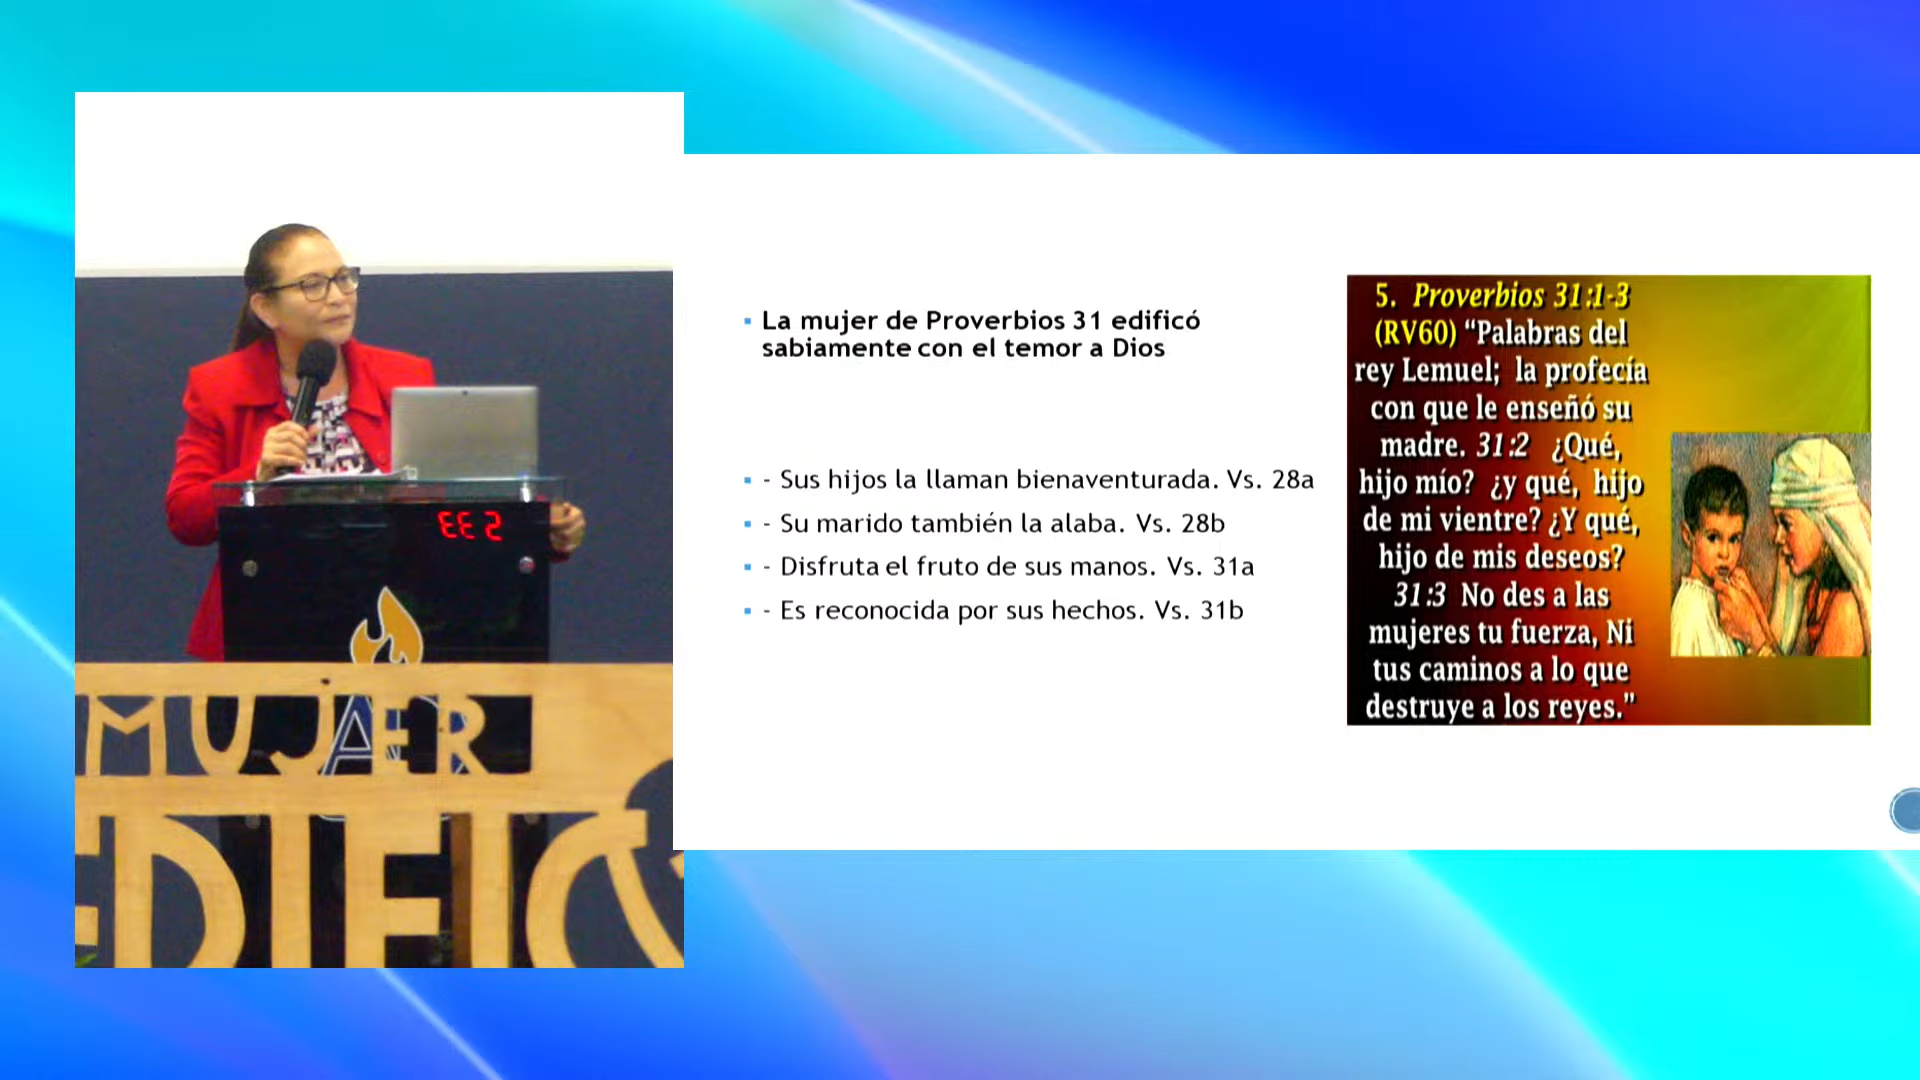 MUJER
EDIFIC
▪ La mujer de Proverbios 31 edificó
sabiamente con el temor a Dios
▪ - Sus hijos la llaman bienaventurada. Vs. 28a
▪ - Su marido también la alaba. Vs. 28b
▪ - Disfruta el fruto de sus manos. Vs. 31a
▪ - Es reconocida por sus hechos. Vs. 31b
5. Proverbios 31:1-3
(RV60) “Palabras del
rey Lemuel; la profecía
con que le enseñó su
madre. 31:2 ¿Qué,
hijo mío? ¿y qué, hijo
de mi vientre? ¿Y qué,
hijo de mis deseos?
31:3 No des a las
mujeres tu fuerza, Ni
tus caminos a lo que
destruye a los reyes.”